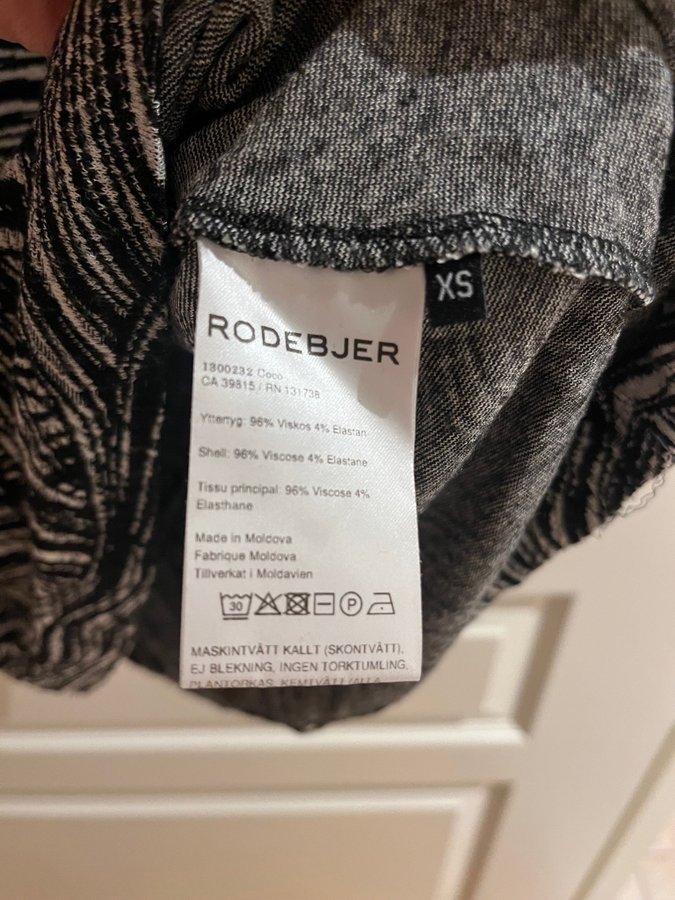 XS
RODEBJER
1300232 Coco
CA 39815 / RN 131738
Yttertyg: 96% Viskos 4% Elastan
Shell: 96% Viscose 4% Elastane
Tissu principal: 96% Viscose 4%
Elasthane
Made in Moldova
Fabrique Moldova
Tillverkat i Moldavien
30
P
MASKINTVÄTT KALLT (SKONTVÄTT),
EJ BLEKNING, INGEN TORKTUMLING,
PLANTORKAS, KEMTVÄTT